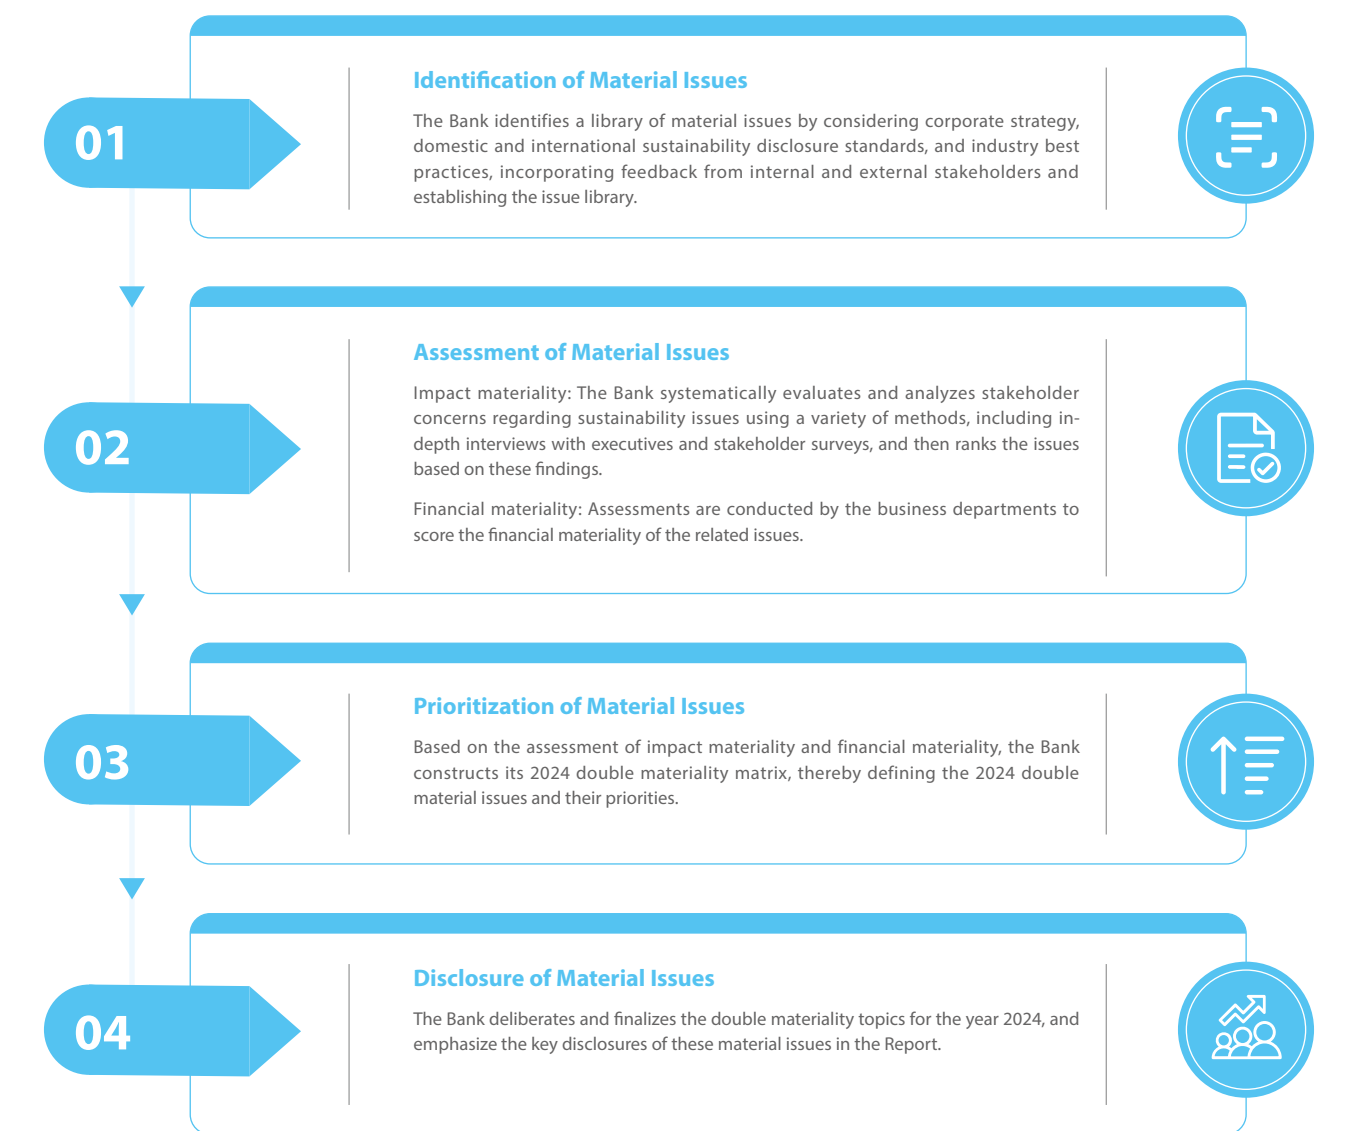 01
Identification of Material Issues
The Bank identifies a library of material issues by considering corporate strategy,
domestic and international sustainability disclosure standards, and industry best
practices, incorporating feedback from internal and external stakeholders and
establishing the issue library.
02
Assessment of Material Issues
Impact materiality: The Bank systematically evaluates and analyzes stakeholder
concerns regarding sustainability issues using a variety of methods, including in-
depth interviews with executives and stakeholder surveys, and then ranks the issues
based on these findings.
Financial materiality: Assessments are conducted by the business departments to
score the financial materiality of the related issues.
03
Prioritization of Material Issues
Based on the assessment of impact materiality and financial materiality, the Bank
constructs its 2024 double materiality matrix, thereby defining the 2024 double
material issues and their priorities.
04
Disclosure of Material Issues
The Bank deliberates and finalizes the double materiality topics for the year 2024, and
emphasize the key disclosures of these material issues in the Report.